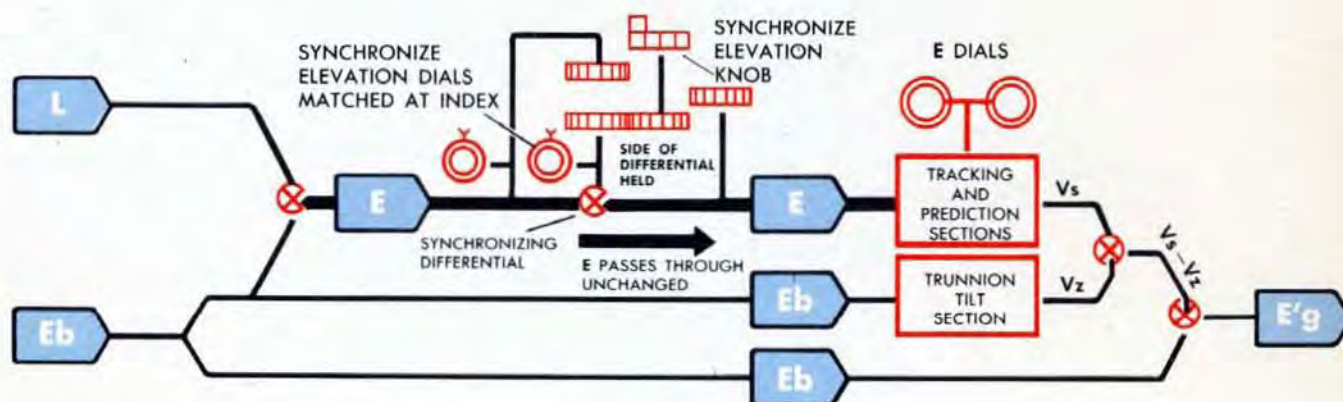 SYNCHRONIZE
ELEVATION DIALS
MATCHED AT INDEX
SYNCHRONIZE
ELEVATION
KNOB
E DIALS
L
SIDE OF
DIFFERENTIAL
HELD
E
E
TRACKING
AND
PREDICTION
SECTIONS
Vs
SYNCHRONIZING
DIFFERENTIAL
E PASSES THROUGH
UNCHANGED
Vs-Vz
Eb
Eb
TRUNNION
TILT
SECTION
Vz
E'g
Eb